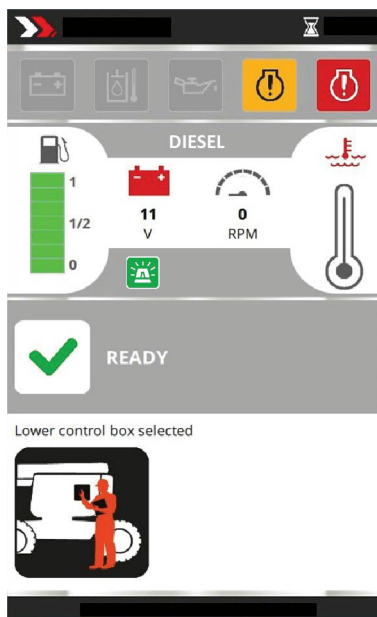 DIESEL
1
1/2
0
11
V
0
RPM
READY
Lower control box selected